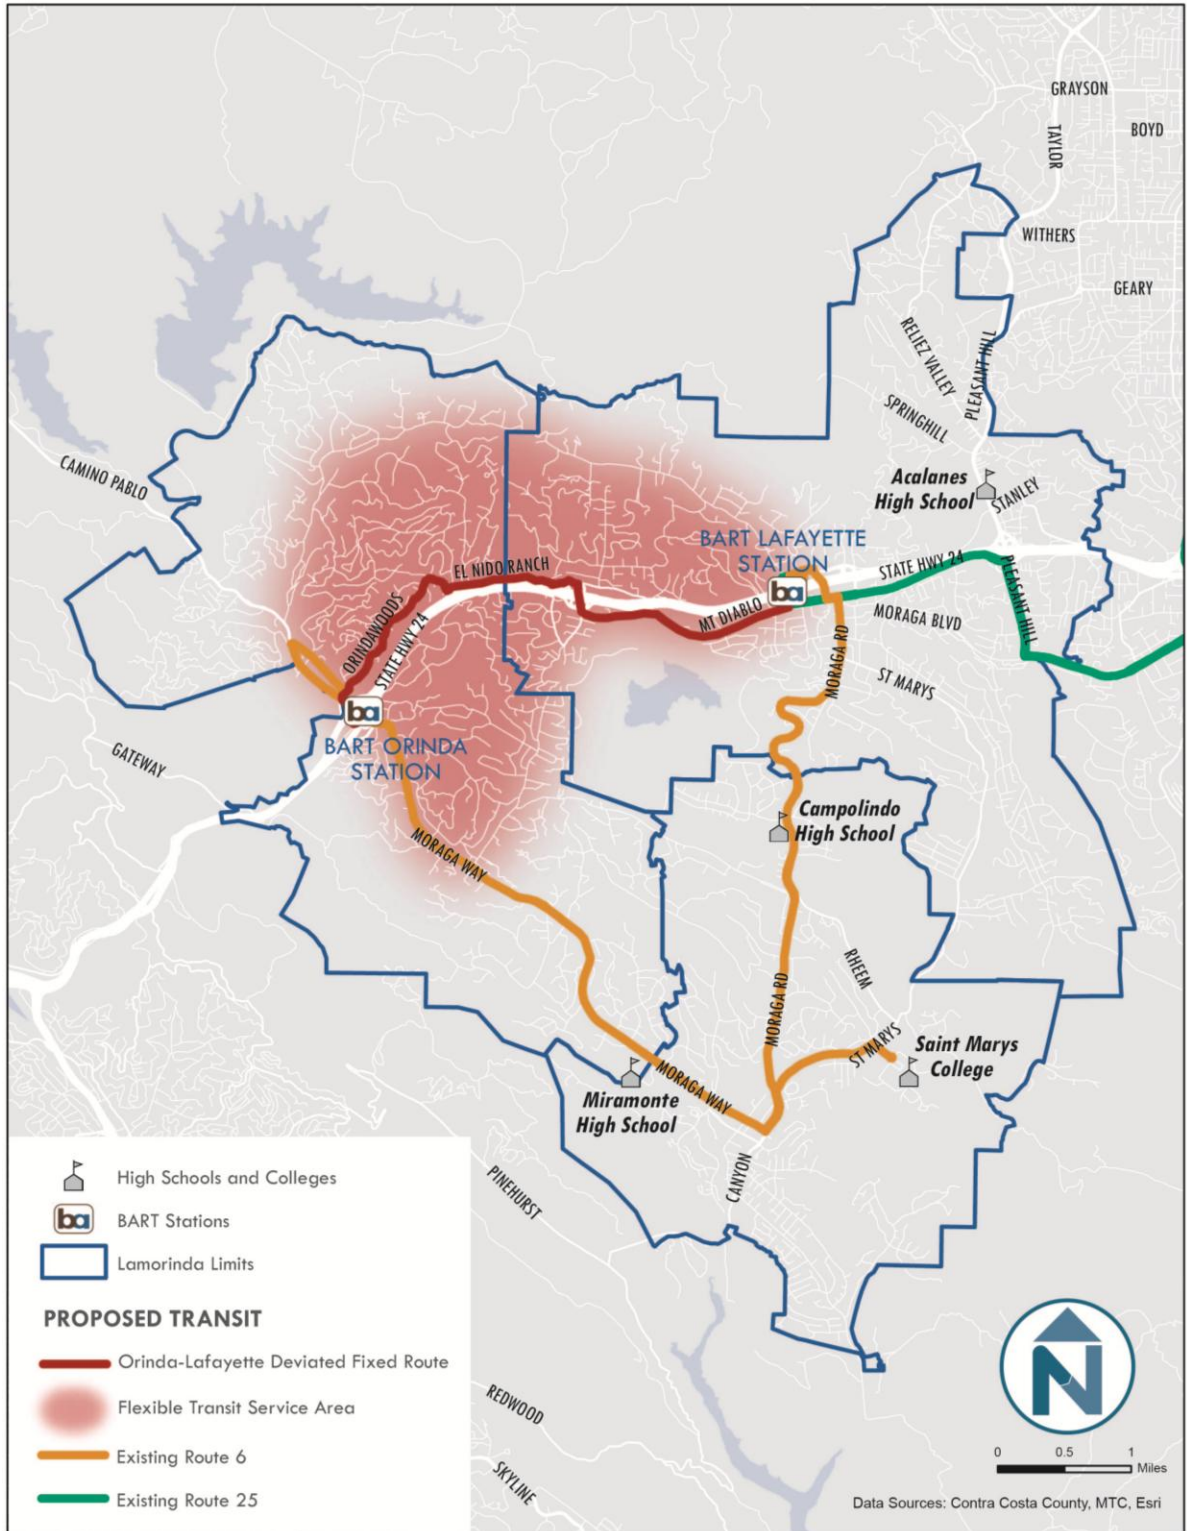 GRAYSON
TAYLOR
BOYD
WITHERS
GEARY
RELIEZ VALLEY
PLEASANT HILL
SPRINGHILL
CAMINO PABLO
Acalanes
High School
STANLEY
BART LAFAYETTE
STATION
ba
EL NIDO RANCH
STATE HWY 24
PLEASANT HILL
ORINDAWOODS
STATE HWY 24
MT DIABLO
MORAGA BLVD
MORAGA RD
ST MARYS
ba
BART ORINDA
STATION
GATEWAY
Campolindo
High School
MORAGA WAY
RHEEM
MORAGA RD
ST MARYS
Saint Marys
College
MORAGA WAY
Miramonte
High School
CANYON
PINEHURST
High Schools and Colleges
ba
BART Stations
Lamorinda Limits
PROPOSED TRANSIT
Orinda-Lafayette Deviated Fixed Route
Flexible Transit Service Area
Existing Route 6
Existing Route 25
REDWOOD
SKYLINE
N
0 0.5 1
Miles
Data Sources: Contra Costa County, MTC, Esri